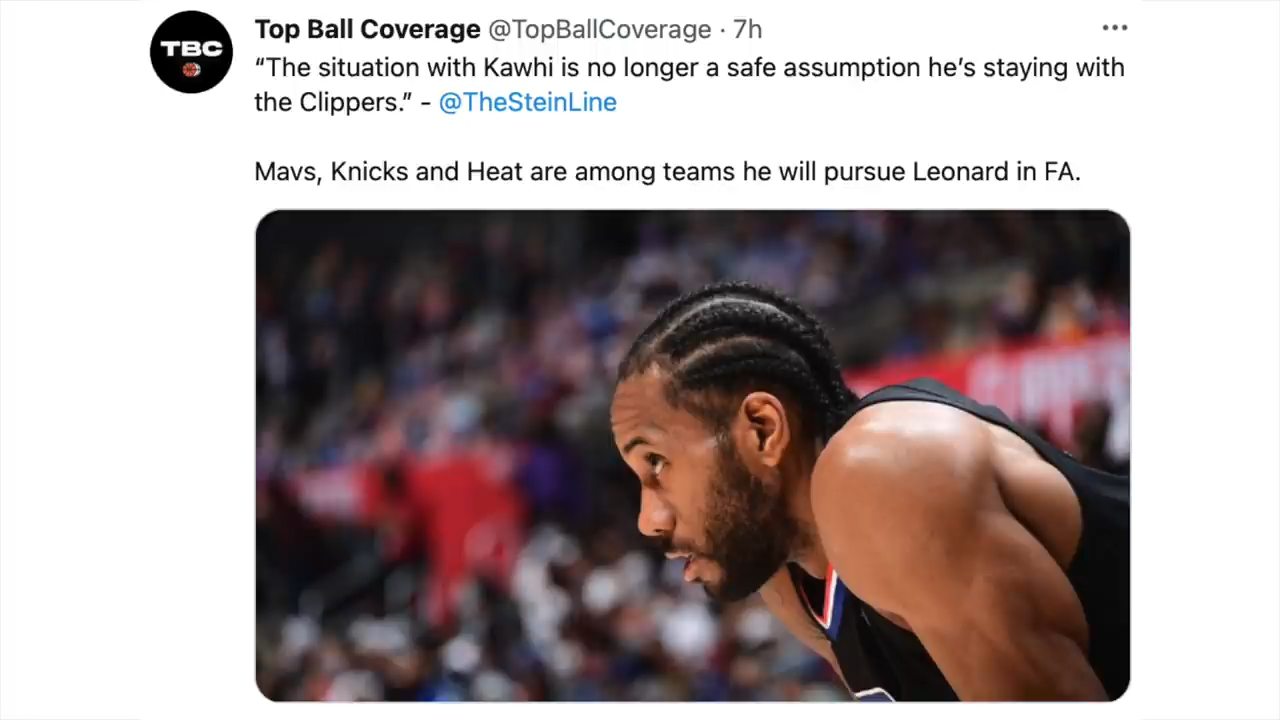 TBC
Top Ball Coverage @TopBallCoverage · 7h
“The situation with Kawhi is no longer a safe assumption he’s staying with
the Clippers.” - @TheSteinLine
Mavs, Knicks and Heat are among teams he will pursue Leonard in FA.